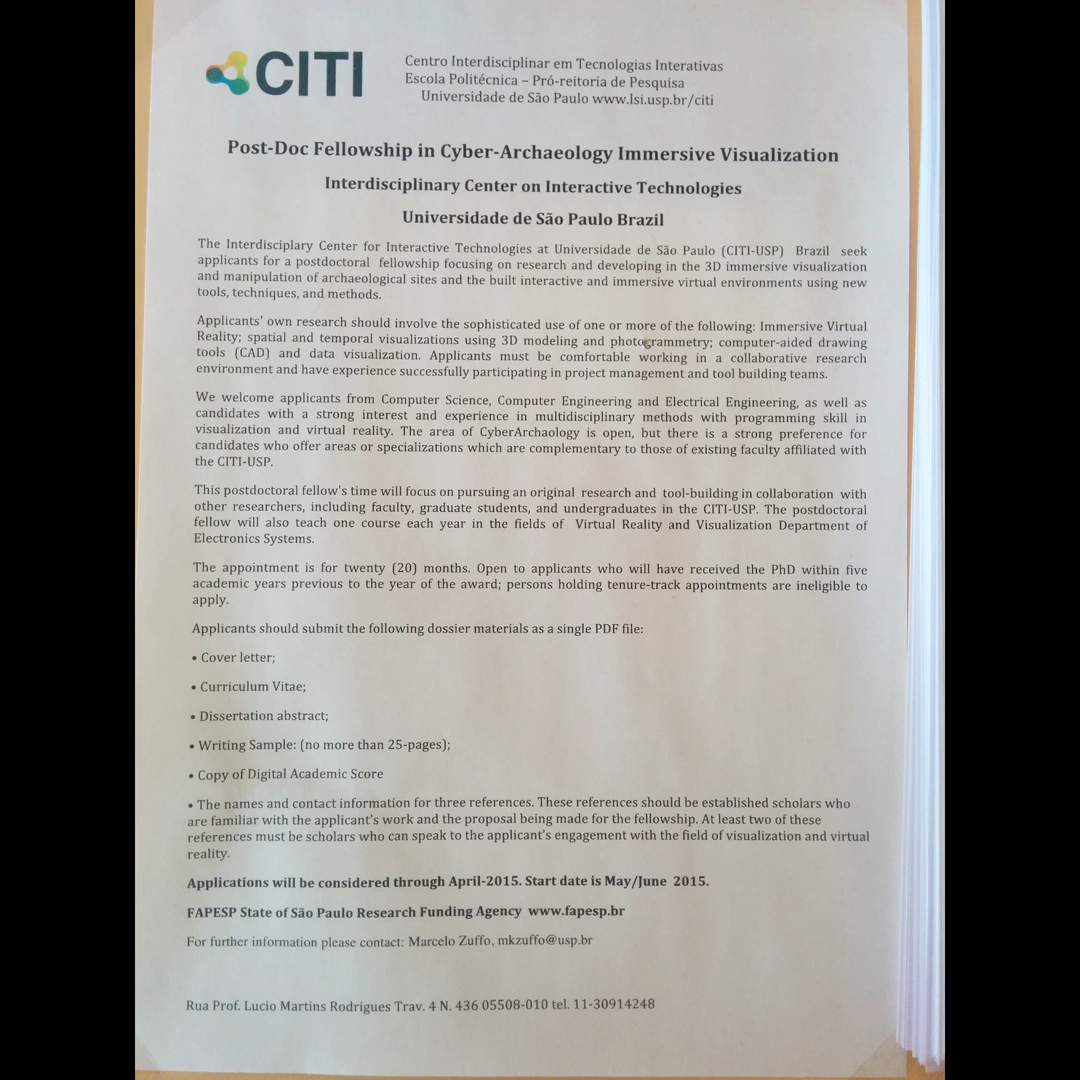 CITI
Centro Interdisciplinar em Tecnologias Interativas
Escola Politécnica – Pró-reitoria de Pesquisa
Universidade de São Paulo www.lsi.usp.br/citi
Post-Doc Fellowship in Cyber-Archaeology Immersive Visualization
Interdisciplinary Center on Interactive Technologies
Universidade de São Paulo Brazil
The Interdisciplary Center for Interactive Technologies at Universidade de São Paulo (CITI-USP) Brazil seek
applicants for a postdoctoral fellowship focusing on research and developing in the 3D immersive visualization
and manipulation of archaeological sites and the built interactive and immersive virtual environments using new
tools, techniques, and methods.
Applicants' own research should involve the sophisticated use of one or more of the following: Immersive Virtual
Reality; spatial and temporal visualizations using 3D modeling and photogrammetry; computer-aided drawing
tools (CAD) and data visualization. Applicants must be comfortable working in a collaborative research
environment and have experience successfully participating in project management and tool building teams.
We welcome applicants from Computer Science, Computer Engineering and Electrical Engineering, as well as
candidates with a strong interest and experience in multidisciplinary methods with programming skill in
visualization and virtual reality. The area of CyberArchaology is open, but there is a strong preference for
candidates who offer areas or specializations which are complementary to those of existing faculty affiliated with
the CITI-USP.
This postdoctoral fellow's time will focus on pursuing an original research and tool-building in collaboration with
other researchers, including faculty, graduate students, and undergraduates in the CITI-USP. The postdoctoral
fellow will also teach one course each year in the fields of Virtual Reality and Visualization Department of
Electronics Systems.
The appointment is for twenty (20) months. Open to applicants who will have received the PhD within five
academic years previous to the year of the award; persons holding tenure-track appointments are ineligible to
apply.
Applicants should submit the following dossier materials as a single PDF file:
• Cover letter;
• Curriculum Vitae;
• Dissertation abstract;
• Writing Sample: (no more than 25-pages);
• Copy of Digital Academic Score
• The names and contact information for three references. These references should be established scholars who
are familiar with the applicant's work and the proposal being made for the fellowship. At least two of these
references must be scholars who can speak to the applicant's engagement with the field of visualization and virtual
reality.
Applications will be considered through April-2015. Start date is May/June 2015.
FAPESP State of São Paulo Research Funding Agency www.fapesp.br
For further information please contact: Marcelo Zuffo, mkzuffo@usp.br
Rua Prof. Lucio Martins Rodrigues Trav. 4 N. 436 05508-010 tel. 11-30914248